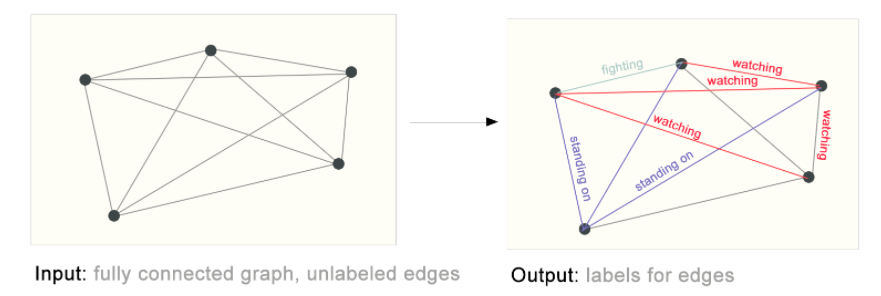 fighting
watching
watching
watching
watching
standing on
standing on
Input: fully connected graph, unlabeled edges
Output: labels for edges